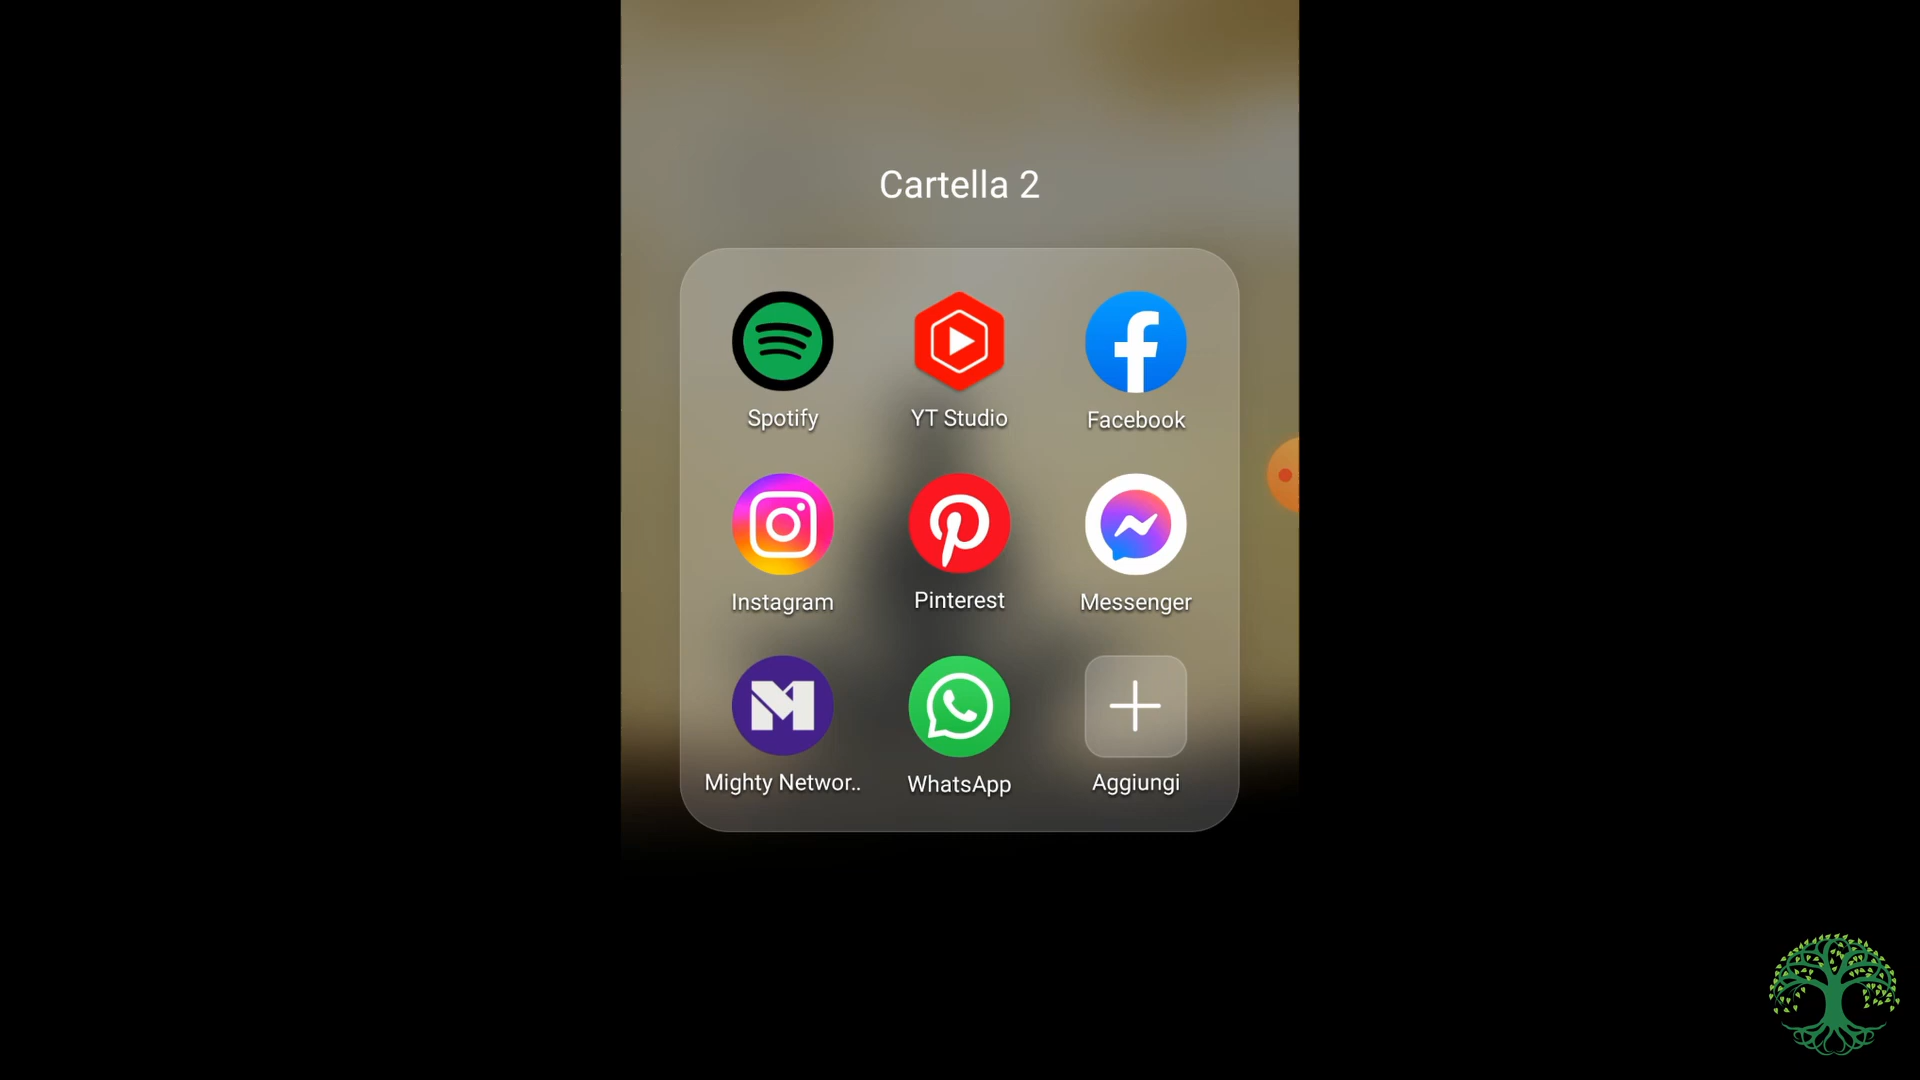 Cartella 2
Spotify
YT Studio
Facebook
Instagram
Pinterest
Messenger
Mighty Networ..
WhatsApp
Aggiungi